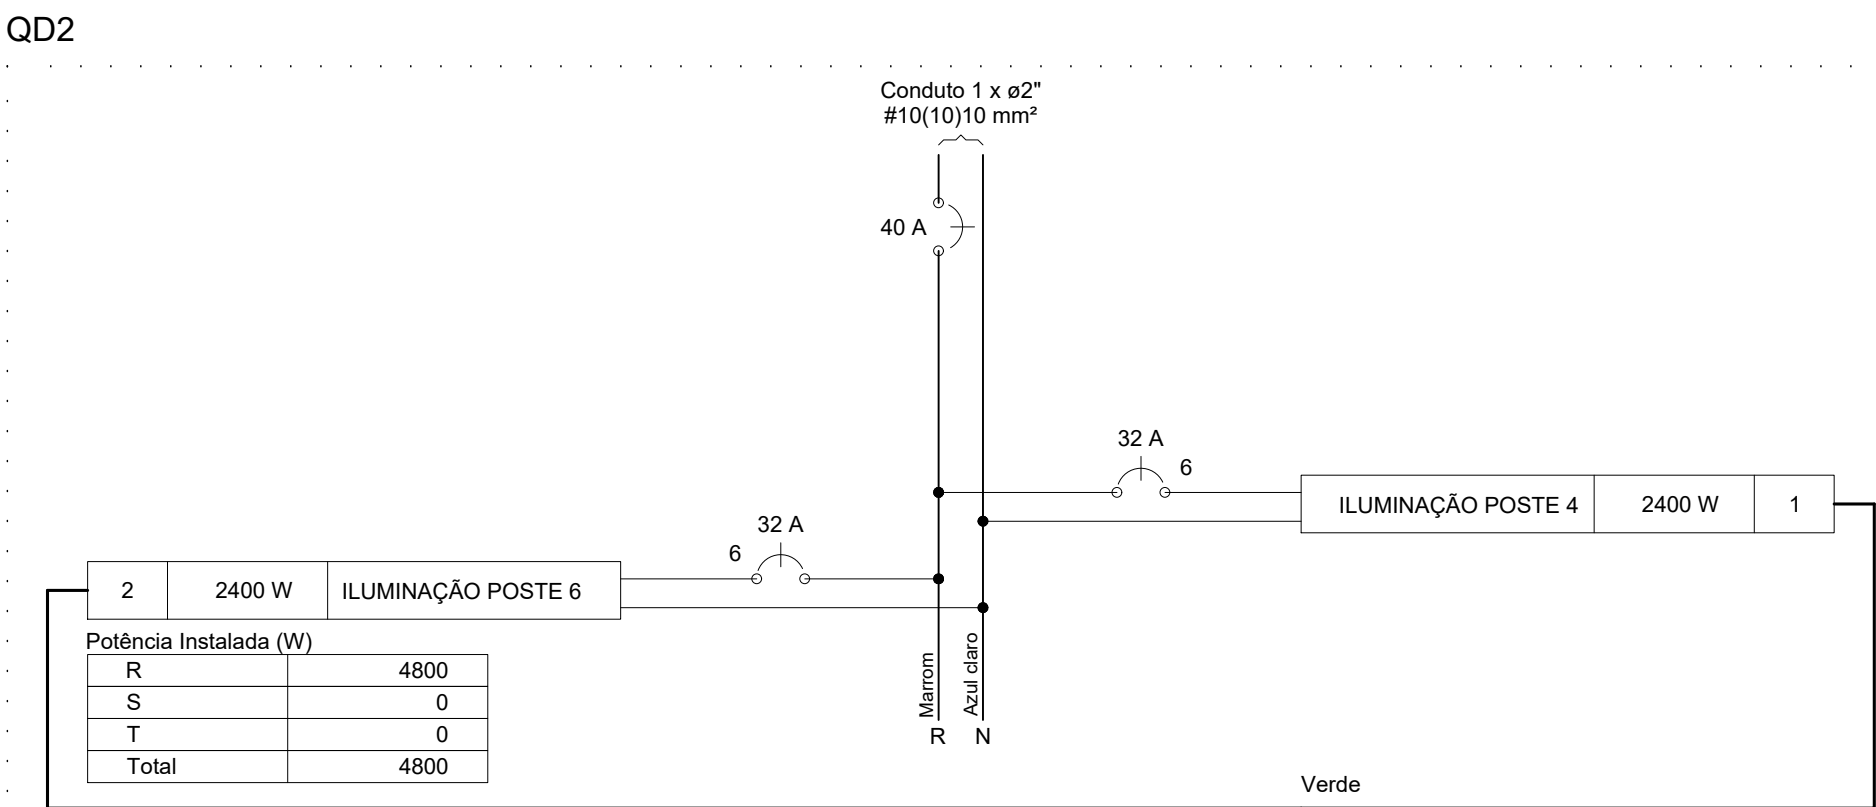 QD2
Conduto 1 x ø2"
#10(10)10 mm²
40 A
32 A
6
ILUMINAÇÃO POSTE 4 2400 W 1
32 A
6
2 2400 W ILUMINAÇÃO POSTE 6
Potência Instalada (W)
R 4800
S 0
T 0
Total 4800
Marrom
Azul claro
R N
Verde